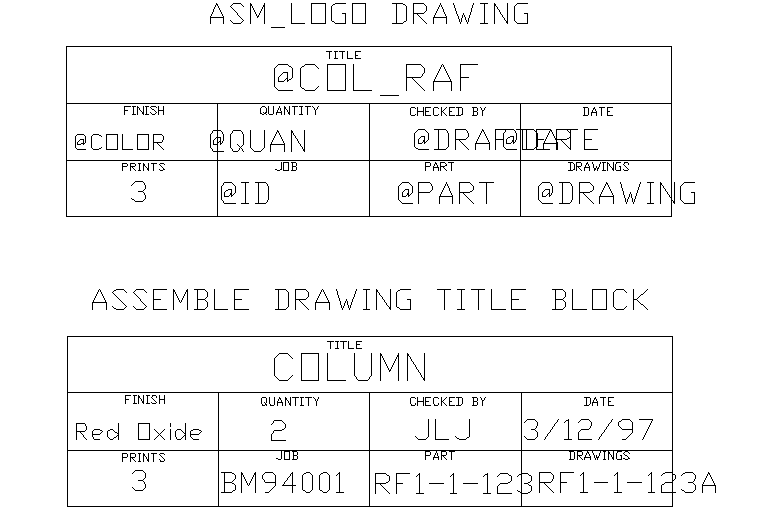 ASM_LOGO DRAWING
TITLE
@COL_RAF
FINISH QUANTITY CHECKED BY DATE
@COLOR @QUAN @DRAFTER @DATE
PRINTS JOB PART DRAWINGS
3 @ID @PART @DRAWING
ASSEMBLE DRAWING TITLE BLOCK
TITLE
COLUMN
FINISH QUANTITY CHECKED BY DATE
Red Oxide 2 JLJ 3/12/97
PRINTS JOB PART DRAWINGS
3 BM94001 RF1-1-123 RF1-1-123A